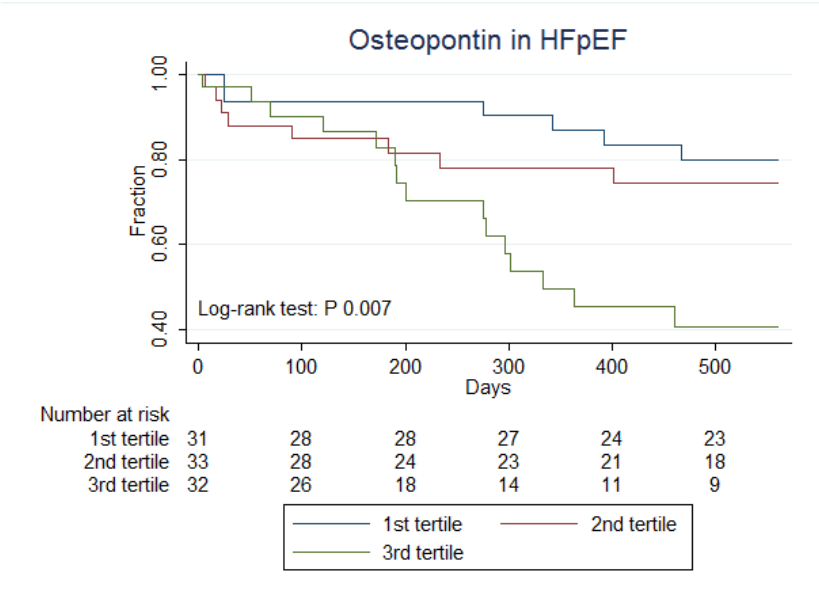 Osteopontin in HFpEF
1.00
0.80
0.60
0.40
Fraction
Log-rank test: P 0.007
0 100 200 300 400 500
Days
Number at risk
1st tertile 31 28 28 27 24 23
2nd tertile 33 28 24 23 21 18
3rd tertile 32 26 18 14 11 9
1st tertile 2nd tertile
3rd tertile